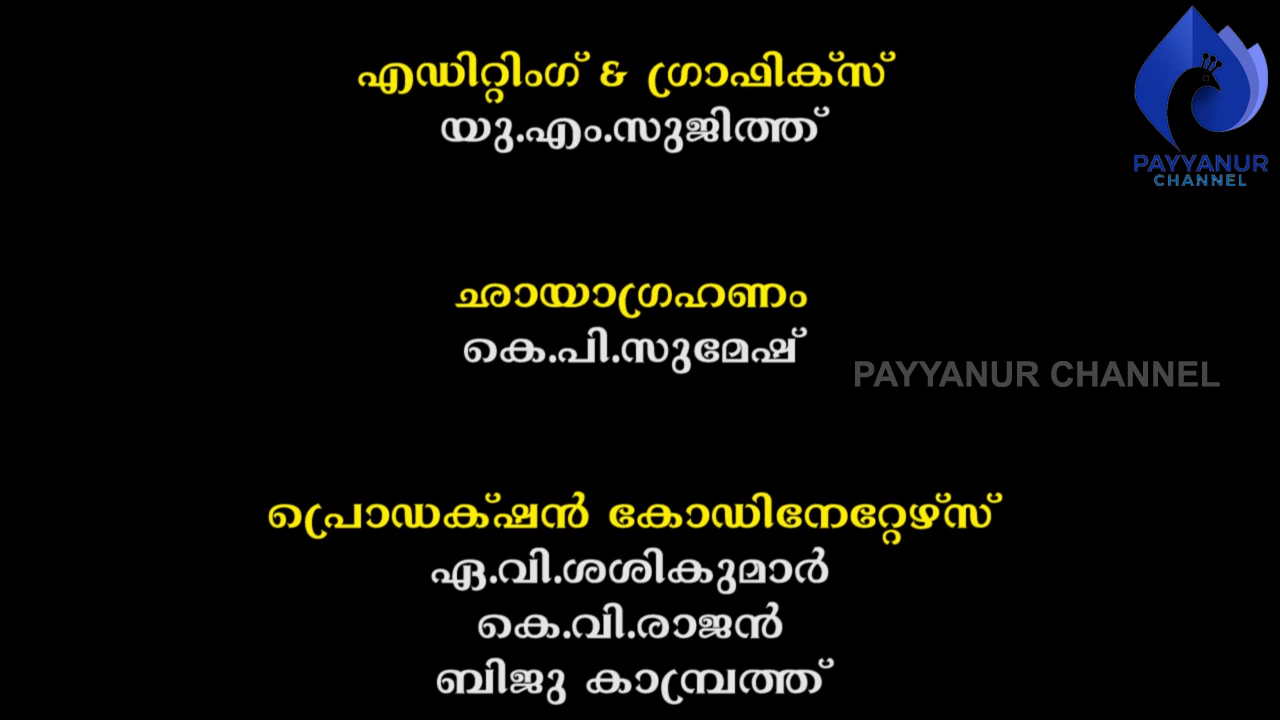 എഡിറ്റിംഗ് & ഗ്രാഫിക്സ്
യു.എം.സുജിത്ത്
PAYYANUR
CHANNEL
ഛായാഗ്രഹണം
കെ.പി.സുമേഷ്
PAYYANUR CHANNEL
പ്രൊഡക്ഷൻ കോഡിനേറ്റേഴ്സ്
ഏ.വി.ശശികുമാർ
കെ.വി.രാജൻ
ബിജു കാമ്പ്രത്ത്